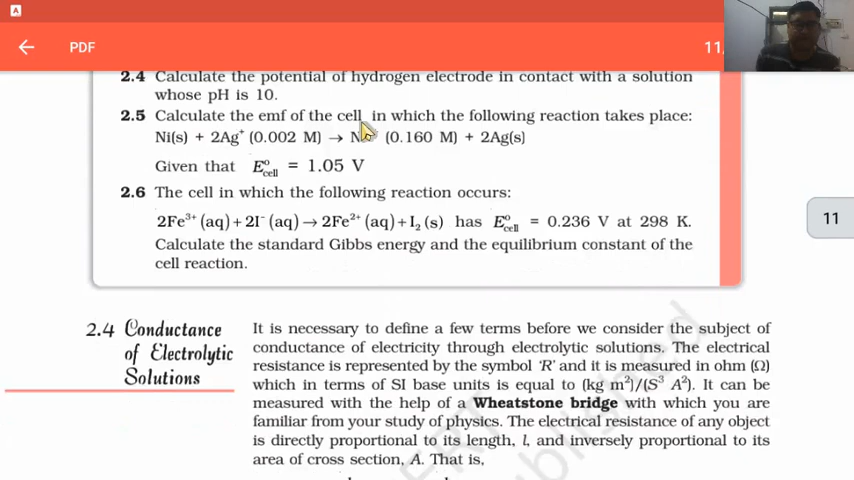 A
PDF
11
2.4 Calculate the potential of hydrogen electrode in contact with a solution
whose pH is 10.
2.5 Calculate the emf of the cell in which the following reaction takes place:
Ni(s) + 2Ag⁺ (0.002 M) → N (0.160 M) + 2Ag(s)
Given that E°cell = 1.05 V
2.6 The cell in which the following reaction occurs:
2Fe³⁺(aq) + 2I⁻(aq) → 2Fe²⁺(aq) + I₂(s) has E°cell = 0.236 V at 298 K.
Calculate the standard Gibbs energy and the equilibrium constant of the
cell reaction.
11
2.4 Conductance
of Electrolytic
Solutions
It is necessary to define a few terms before we consider the subject of
conductance of electricity through electrolytic solutions. The electrical
resistance is represented by the symbol ‘R’ and it is measured in ohm (Ω)
which in terms of SI base units is equal to (kg m²)/(S³ A²). It can be
measured with the help of a Wheatstone bridge with which you are
familiar from your study of physics. The electrical resistance of any object
is directly proportional to its length, l, and inversely proportional to its
area of cross section, A. That is,